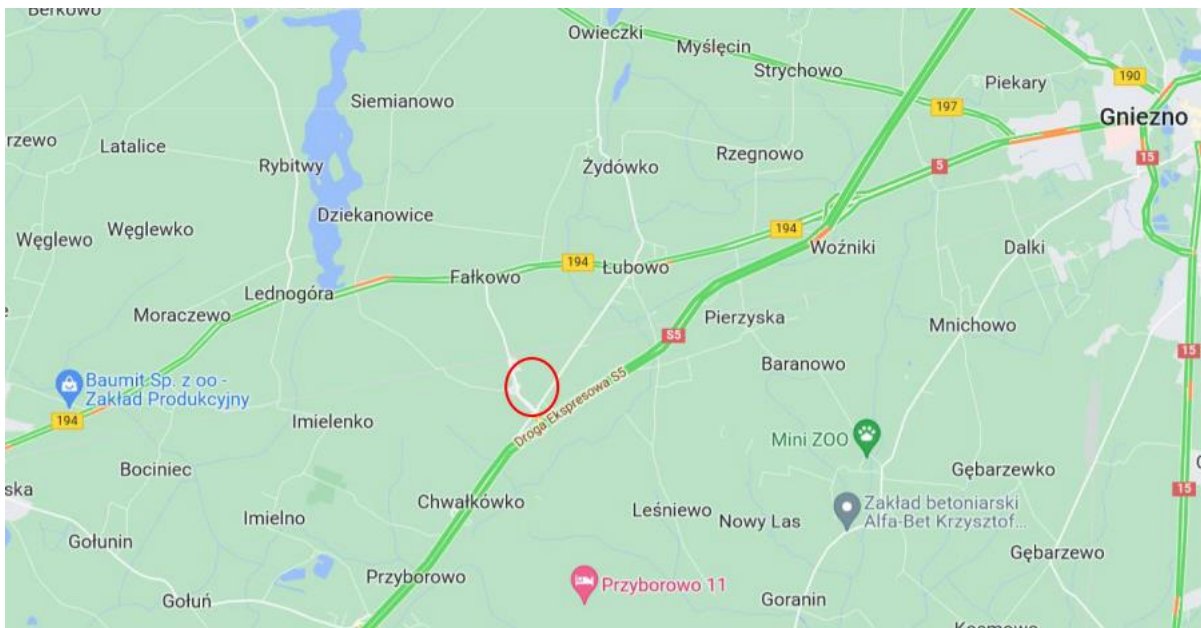 Berkowo
Owieczki
Myślęcin
Strychowo
Piekary
190
Siemianowo
197
Gniezno
rzewo
Latalice
Rybitwy
Żydówko
Rzegnowo
5
15
Dziekanowice
Węglewo
Węglewko
194
Woźniki
Dalki
Fałkowo
194
Łubowo
Lednogóra
Moraczewo
Pierzyska
Mnichowo
S5
15
Baranowo
Baumit Sp. z oo -
Zakład Produkcyjny
194
Imielenko
Droga Ekspresowa S5
Mini ZOO
Bociniec
Gębarzewko
ska
15
Chwałkówko
Leśniewo
Nowy Las
Zakład betoniarski
Alfa-Bet Krzysztof...
Imielno
Gołunin
Gębarzewo
Przyborowo
Przyborowo 11
Gołuń
Goranin
Kosmowo